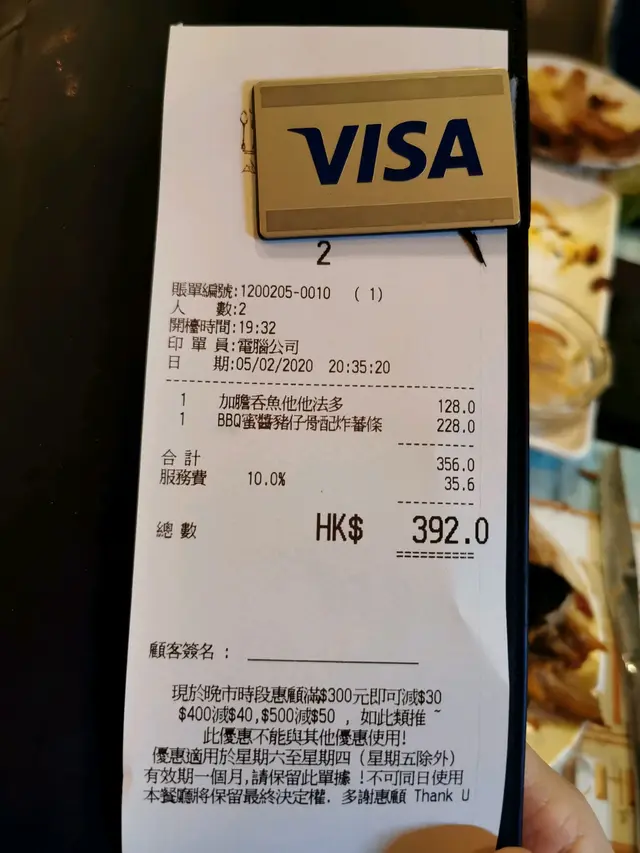 VISA
2
賬單編號:1200205-0010 (1)
人 數:2
開檯時間:19:32
印 單 員:電腦公司
日 期:05/02/2020 20:35:20
1 加瞻吞魚他他法多 128.0
1 BBQ蜜醬豬仔骨配炸蕃條 228.0
合計 356.0
服務費 10.0% 35.6
總數 HK$ 392.0
顧客簽名:
現於晚市時段惠顧滿$300元即可減$30
$400減$40,$500減$50 , 如此類推 ~
此優惠不能與其他優惠使用!
優惠適用於星期六至星期四 (星期五除外)
有效期一個月,請保留此單據 !不可同日使用
本餐廳將保留最終決定權. 多謝惠顧 Thank U